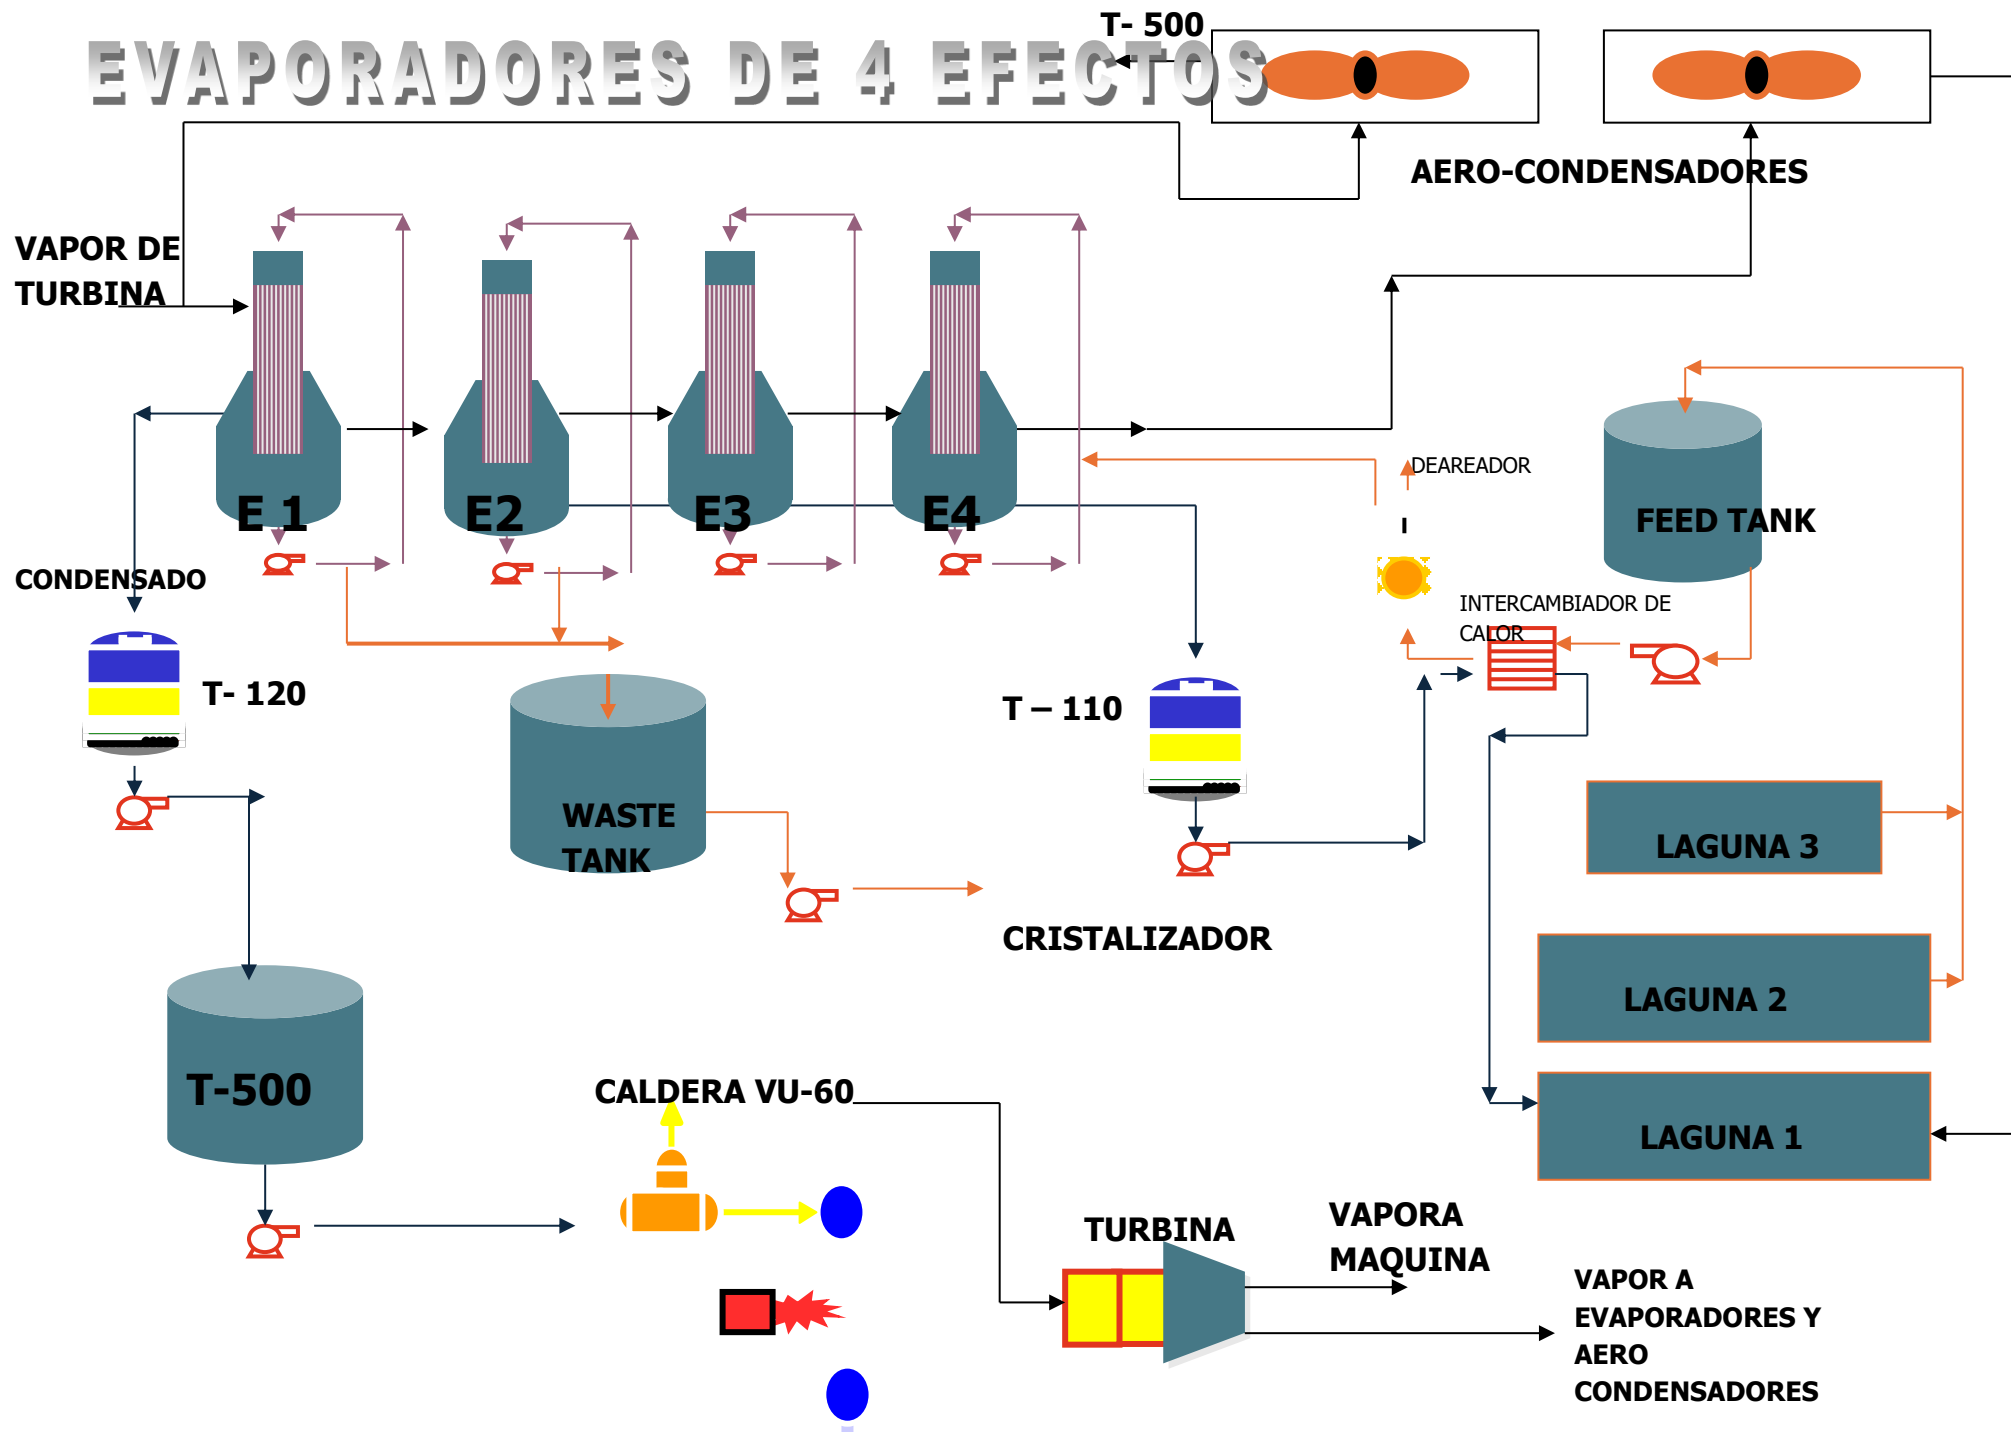 T- 500
EVAPORADORES DE 4 EFECTOS
AERO-CONDENSADORES
VAPOR DE
TURBINA
DEAREADOR
E 1
E2
E3
E4
FEED TANK
CONDENSADO
INTERCAMBIADOR DE
CALOR
T- 120
T – 110
WASTE
TANK
LAGUNA 3
CRISTALIZADOR
LAGUNA 2
T-500
CALDERA VU-60
LAGUNA 1
TURBINA
VAPORA
MAQUINA
VAPOR A
EVAPORADORES Y
AERO
CONDENSADORES